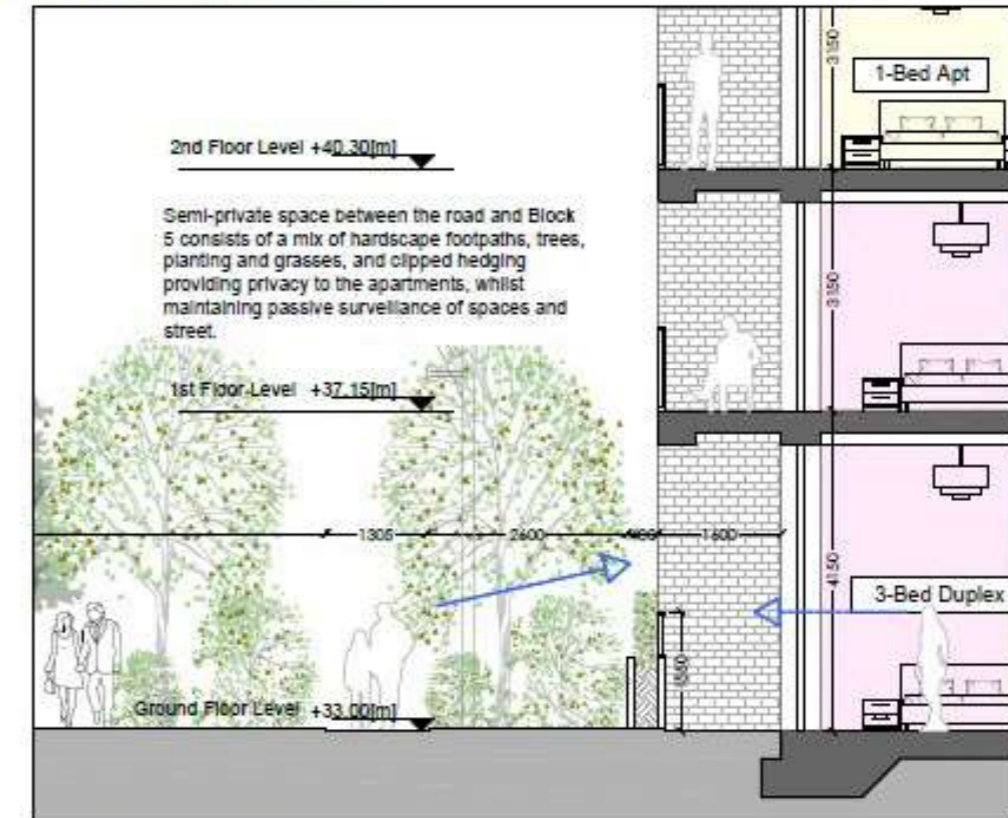 3150
1-Bed Apt
2nd Floor Level +40.30[m]
Semi-private space between the road and Block
5 consists of a mix of hardscape footpaths, trees,
planting and grasses, and clipped hedging
providing privacy to the apartments, whilst
maintaining passive surveillance of spaces and
street.
3150
1st Floor Level +37.15[m]
1305
2600
1600
4150
3-Bed Duplex
Ground Floor Level +33.00[m]